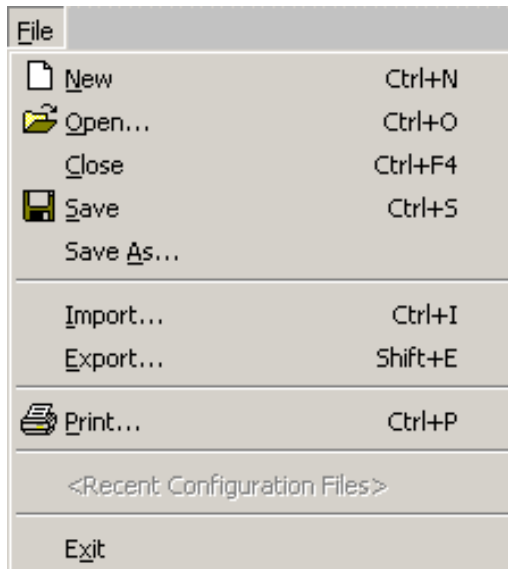 File
New Ctrl+N
Open... Ctrl+O
Close Ctrl+F4
Save Ctrl+S
Save As...
Import... Ctrl+I
Export... Shift+E
Print... Ctrl+P
<Recent Configuration Files>
Exit